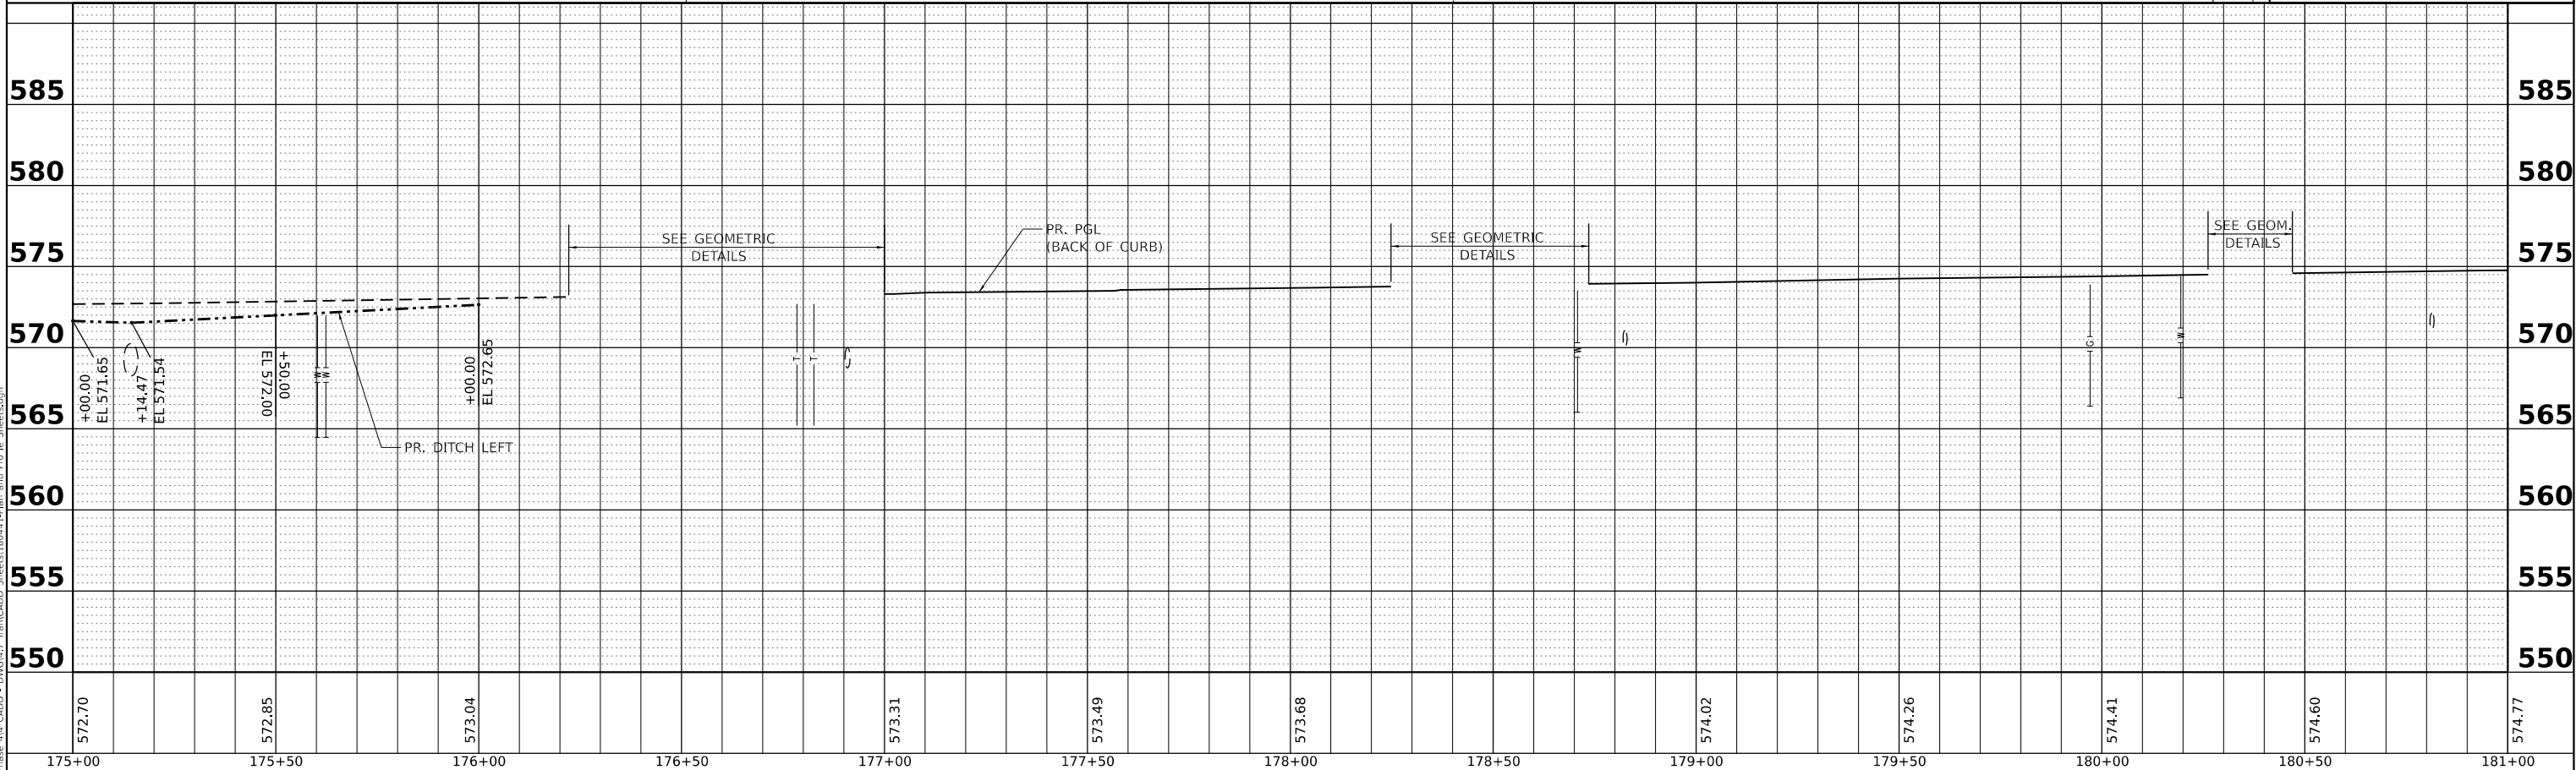 585 585
580 580
575 575
570 570
565 565
560 560
555 555
550 550
SEE GEOMETRIC
DETAILS
PR. PGL
(BACK OF CURB)
SEE GEOMETRIC
DETAILS
SEE GEOM.
DETAILS
+00.00
EL 571.65
+14.47
EL 571.54
+50.00
EL 572.00
W W
+00.00
EL 572.65
PR. DITCH LEFT
T T
W
G
W
572.70 572.85 573.04 573.31 573.49 573.68 574.02 574.26 574.41 574.60 574.77
175+00 175+50 176+00 176+50 177+00 177+50 178+00 178+50 179+00 179+50 180+00 180+50 181+00